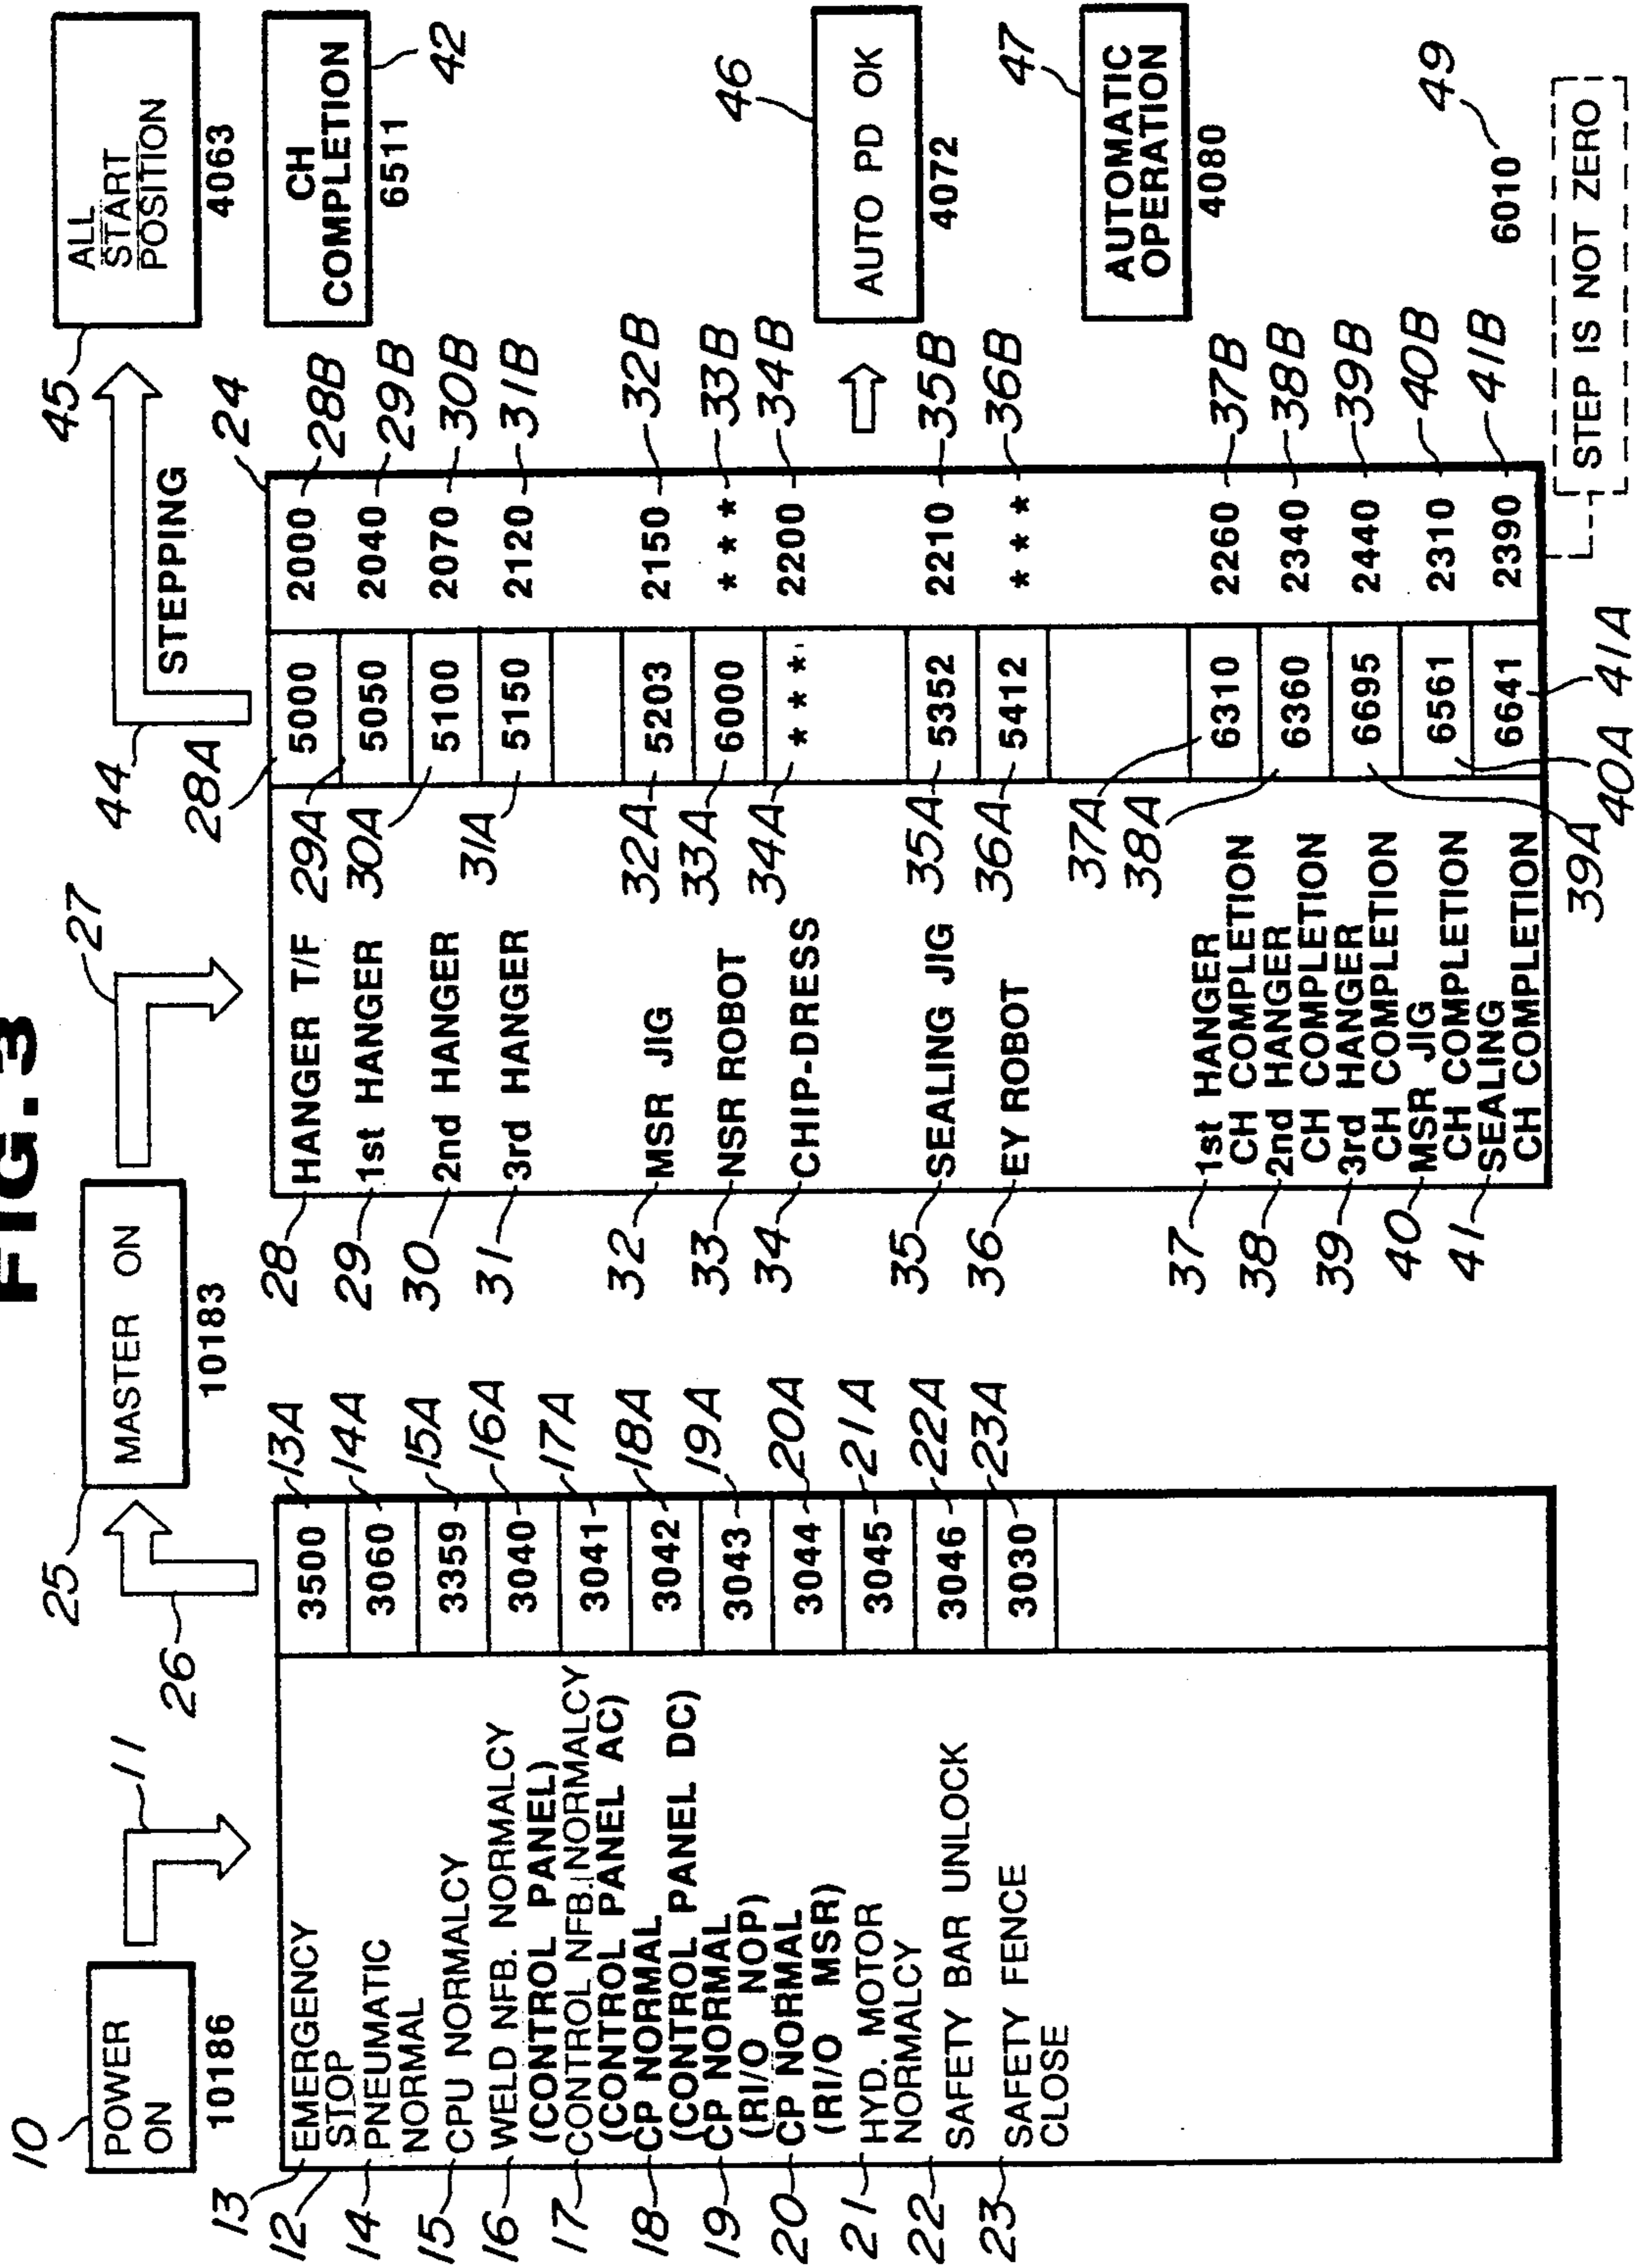 FIG. 3
10
POWER
ON
10186
11
25
MASTER ON
10183
26
27
44
STEPPING
45
ALL
START
POSITION
4063
CH
COMPLETION
6511
42
46
AUTO PD OK
4072
47
AUTOMATIC
OPERATION
4080
49
6010
STEP IS NOT ZERO
12
13 EMERGENCY STOP 3500 13A
14 PNEUMATIC NORMAL 3060 14A
15 CPU NORMALCY 3359 15A
16 WELD NFB. NORMALCY 3040 16A
(CONTROL PANEL)
17 CONTROL NFB. NORMALCY 3041 17A
(CONTROL PANEL AC)
18 CP NORMAL 3042 18A
(CONTROL PANEL DC)
19 CP NORMAL 3043 19A
(RI/O NOP)
20 CP NORMAL 3044 20A
(RI/O MSR)
21 HYD. MOTOR NORMALCY 3045 21A
22 SAFETY BAR UNLOCK 3046 22A
23 SAFETY FENCE CLOSE 3030 23A
24
28 HANGER T/F 28A 5000 2000 28B
29 1st HANGER 29A 5050 2040 29B
30 2nd HANGER 30A 5100 2070 30B
31 3rd HANGER 31A 5150 2120 31B
32 MSR JIG 32A 5203 2150 32B
33 NSR ROBOT 33A 6000 * * * 33B
34 CHIP-DRESS 34A * * * 2200 34B
35 SEALING JIG 35A 5352 2210 35B
36 EY ROBOT 36A 5412 * * * 36B
37 1st HANGER 37A 6310 2260 37B
CH COMPLETION
38 2nd HANGER 38A 6360 2340 38B
CH COMPLETION
39 3rd HANGER 39A 6695 2440 39B
CH COMPLETION
40 MSR JIG 40A 6561 2310 40B
CH COMPLETION
41 SEALING 41A 6641 2390 41B
CH COMPLETION